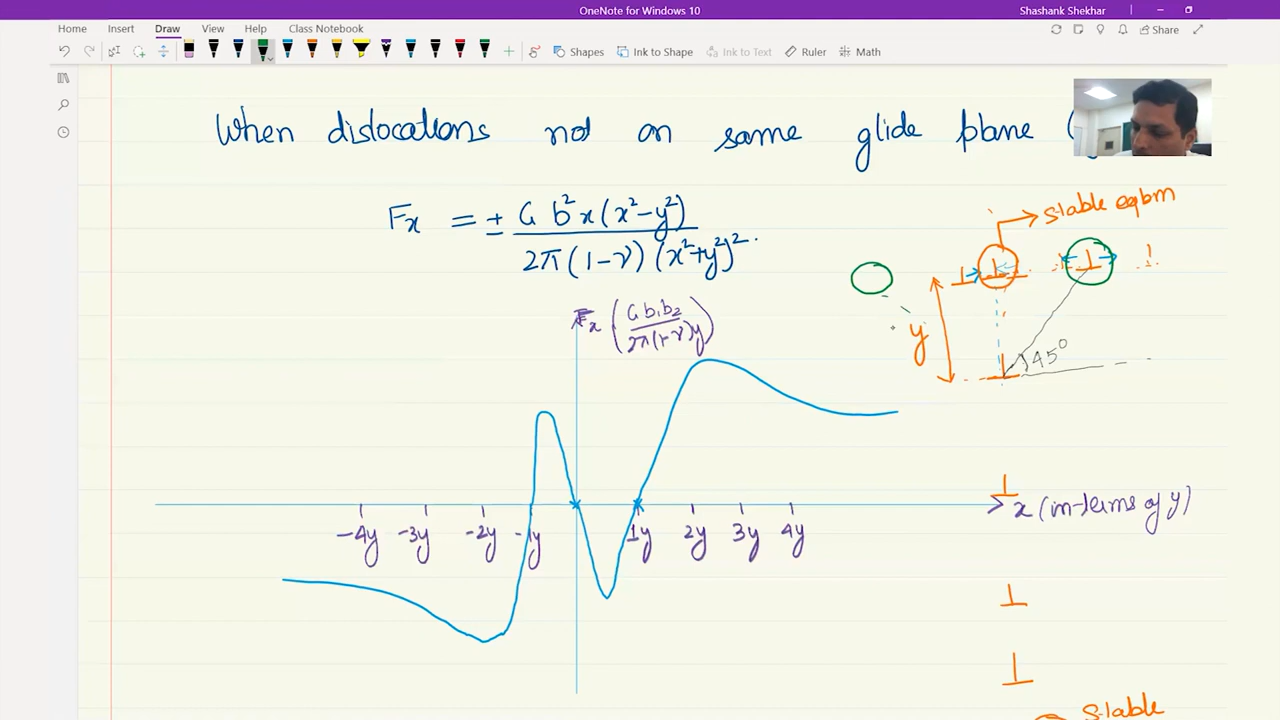 OneNote for Windows 10
Shashank Shekhar
Home Insert Draw View Help Class Notebook
Share
Shapes Ink to Shape Ink to Text Ruler Math
When dislocations not on same glide plane (
Fx = ± G b² x (x² - y²)
2π (1-ν) (x² + y²)²
stable eqbm
Fx (G b₁b₂
2π(1-ν)y)
y
45°
-4y -3y -2y -1y 1y 2y 3y 4y
x (in-terms of y)
Stable